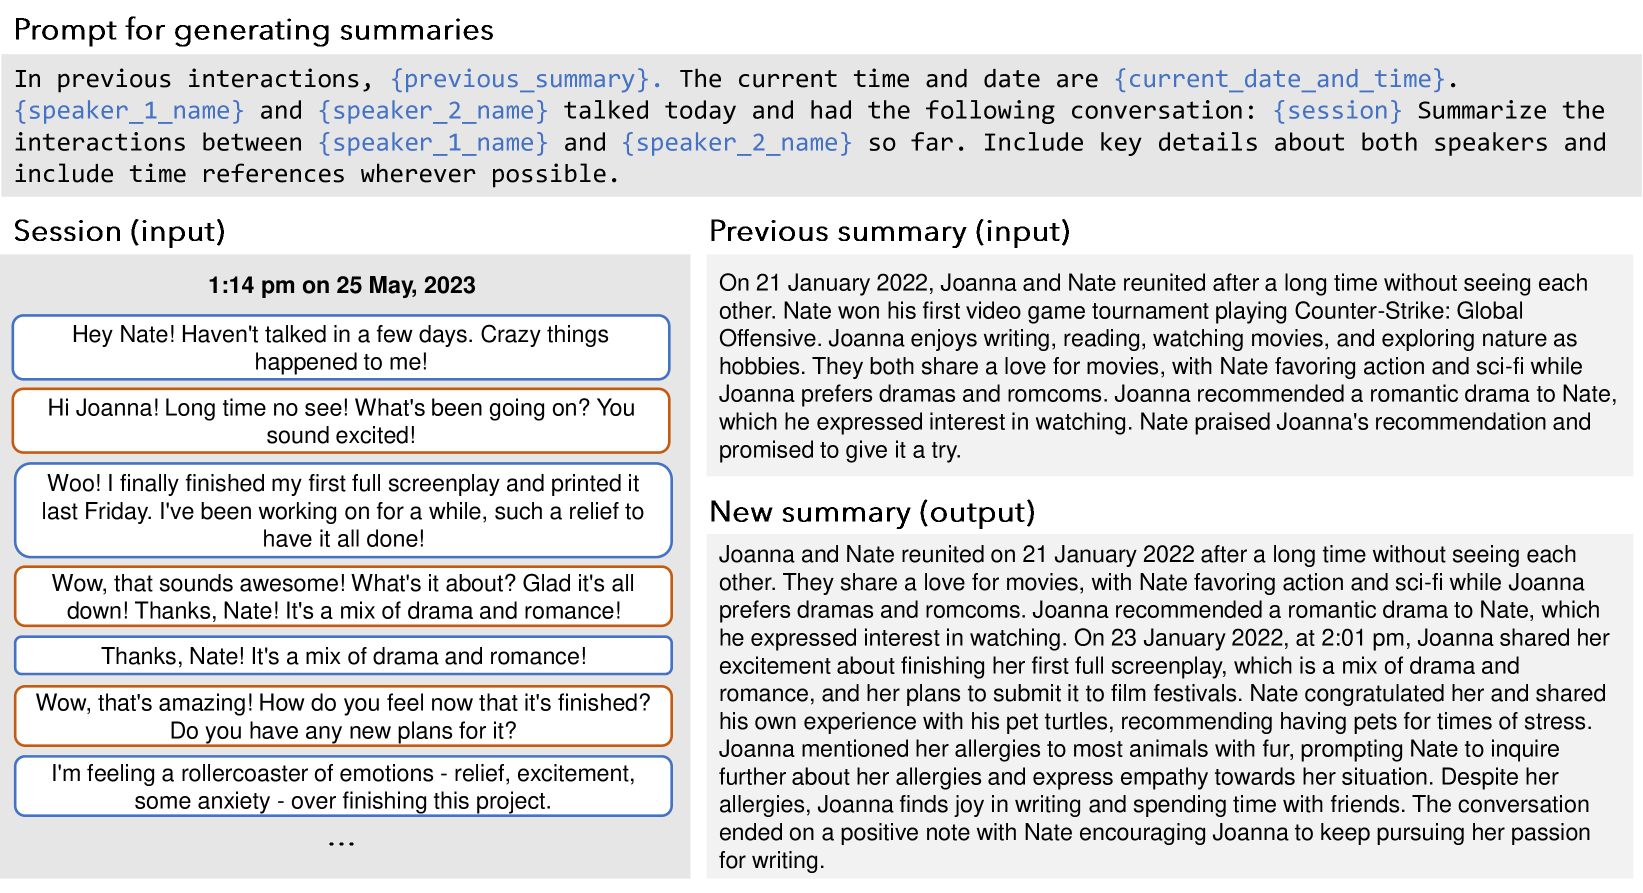 Prompt for generating summaries
In previous interactions, {previous_summary}. The current time and date are {current_date_and_time}.
{speaker_1_name} and {speaker_2_name} talked today and had the following conversation: {session} Summarize the
interactions between {speaker_1_name} and {speaker_2_name} so far. Include key details about both speakers and
include time references wherever possible.
Session (input)
1:14 pm on 25 May, 2023
Hey Nate! Haven't talked in a few days. Crazy things
happened to me!
Hi Joanna! Long time no see! What's been going on? You
sound excited!
Woo! I finally finished my first full screenplay and printed it
last Friday. I've been working on for a while, such a relief to
have it all done!
Wow, that sounds awesome! What's it about? Glad it's all
down! Thanks, Nate! It's a mix of drama and romance!
Thanks, Nate! It's a mix of drama and romance!
Wow, that's amazing! How do you feel now that it's finished?
Do you have any new plans for it?
I'm feeling a rollercoaster of emotions - relief, excitement,
some anxiety - over finishing this project.
...
Previous summary (input)
On 21 January 2022, Joanna and Nate reunited after a long time without seeing each
other. Nate won his first video game tournament playing Counter-Strike: Global
Offensive. Joanna enjoys writing, reading, watching movies, and exploring nature as
hobbies. They both share a love for movies, with Nate favoring action and sci-fi while
Joanna prefers dramas and romcoms. Joanna recommended a romantic drama to Nate,
which he expressed interest in watching. Nate praised Joanna's recommendation and
promised to give it a try.
New summary (output)
Joanna and Nate reunited on 21 January 2022 after a long time without seeing each
other. They share a love for movies, with Nate favoring action and sci-fi while Joanna
prefers dramas and romcoms. Joanna recommended a romantic drama to Nate, which
he expressed interest in watching. On 23 January 2022, at 2:01 pm, Joanna shared her
excitement about finishing her first full screenplay, which is a mix of drama and
romance, and her plans to submit it to film festivals. Nate congratulated her and shared
his own experience with his pet turtles, recommending having pets for times of stress.
Joanna mentioned her allergies to most animals with fur, prompting Nate to inquire
further about her allergies and express empathy towards her situation. Despite her
allergies, Joanna finds joy in writing and spending time with friends. The conversation
ended on a positive note with Nate encouraging Joanna to keep pursuing her passion
for writing.